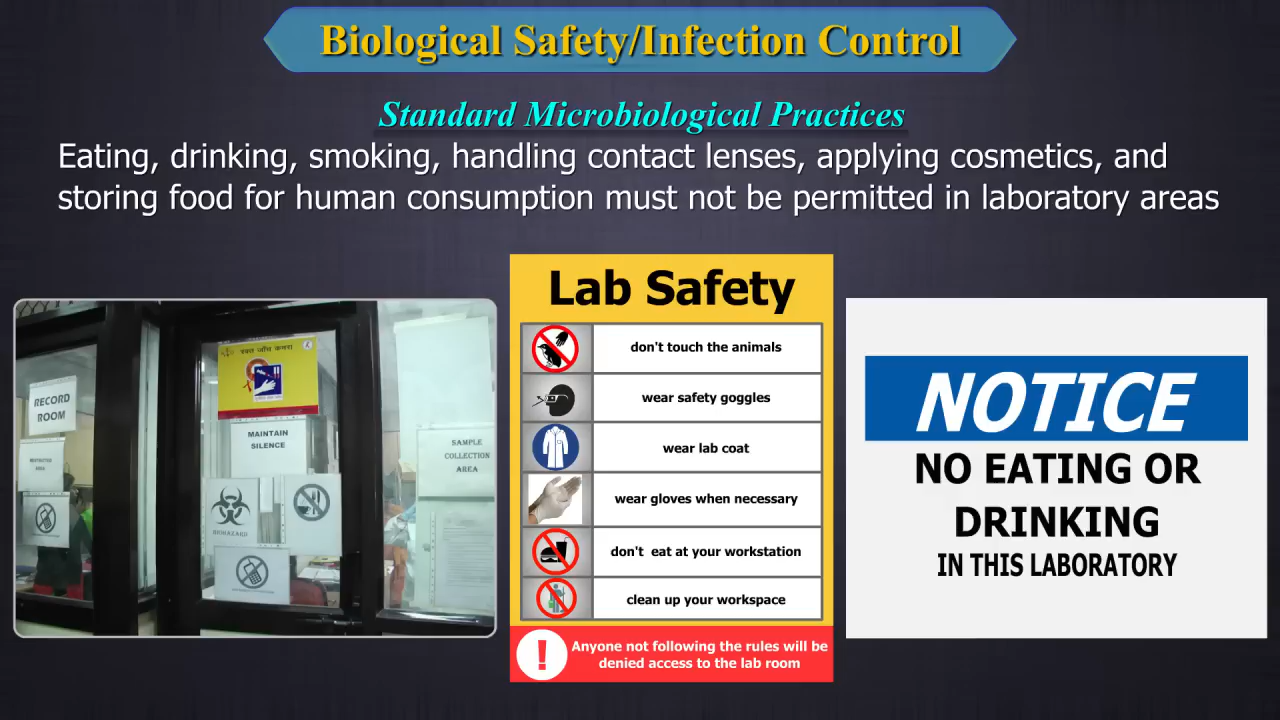 Biological Safety/Infection Control
Standard Microbiological Practices
Eating, drinking, smoking, handling contact lenses, applying cosmetics, and
storing food for human consumption must not be permitted in laboratory areas
RECORD
ROOM
MAINTAIN
SILENCE
BIOHAZARD
SAMPLE
COLLECTION
AREA
Lab Safety
don't touch the animals
wear safety goggles
wear lab coat
wear gloves when necessary
don't  eat at your workstation
clean up your workspace
!
Anyone not following the rules will be
denied access to the lab room
NOTICE
NO EATING OR
DRINKING
IN THIS LABORATORY